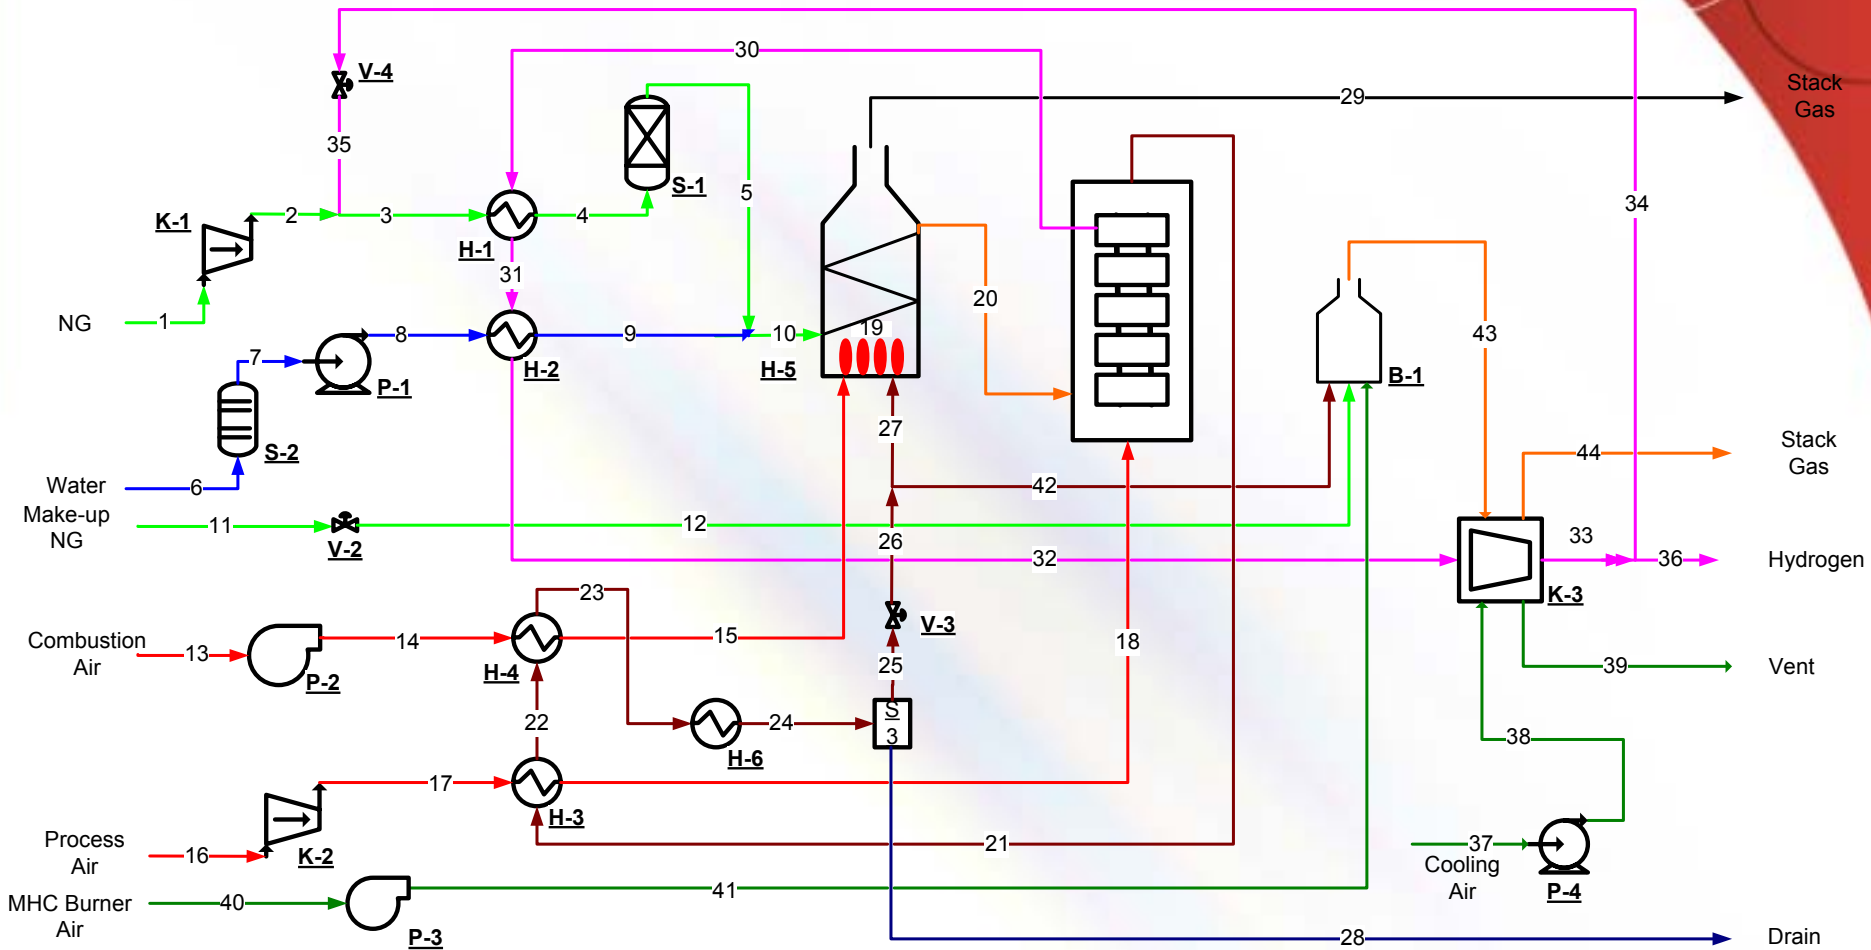 30
V-4
Stack
Gas
29
35
S-1
5
34
K-1
2
3
4
H-1
31
20
NG
1
8
9
10
19
43
7
H-2
H-5
B-1
P-1
27
S-2
Stack
Gas
44
Water
6
42
Make-up
NG
11
12
V-2
26
33
32
36
Hydrogen
K-3
23
V-3
Combustion
Air
13
14
15
18
P-2
H-4
25
39
Vent
22
24
S
3
38
H-6
17
H-3
Process
Air
16
K-2
21
37
Cooling
Air
P-4
MHC Burner
Air
40
41
P-3
28
Drain